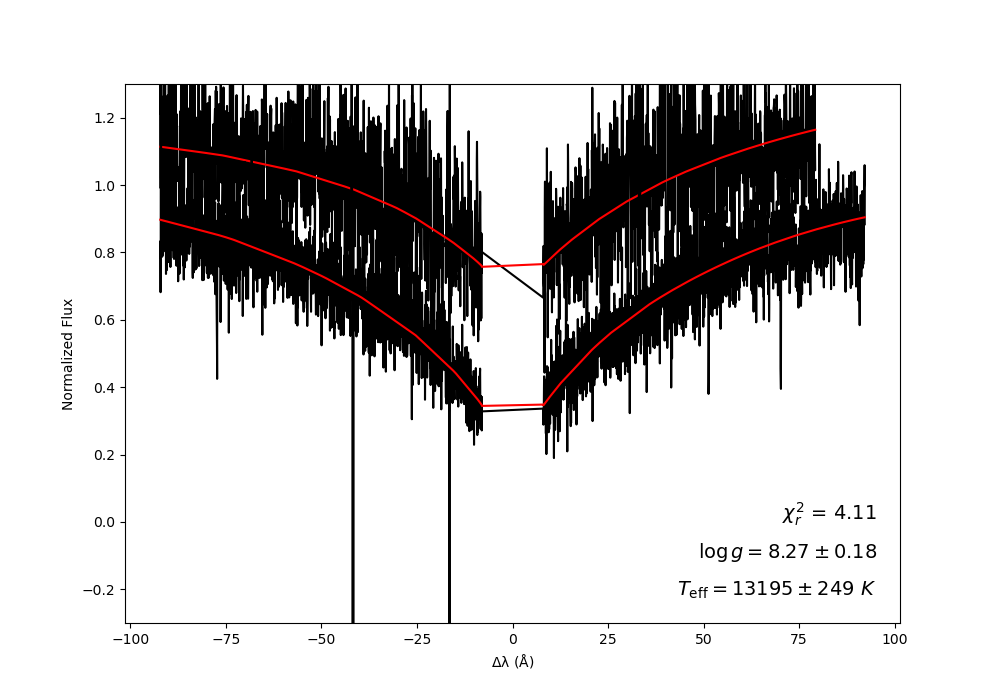 1.2
1.0
0.8
0.6
0.4
0.2
0.0
−0.2
Normalized Flux
χ²ᵣ = 4.11
log g = 8.27 ± 0.18
T_eff = 13195 ± 249 K
−100 −75 −50 −25 0 25 50 75 100
Δλ (Å)